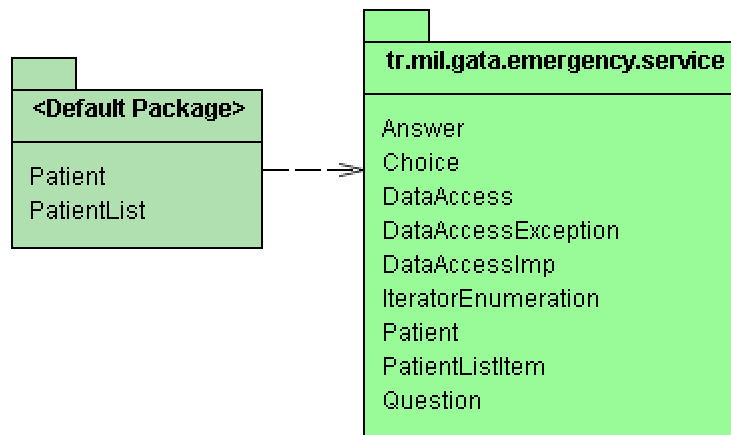 <Default Package>
Patient
PatientList
tr.mil.gata.emergency.service
Answer
Choice
DataAccess
DataAccessException
DataAccessImp
IteratorEnumeration
Patient
PatientListItem
Question